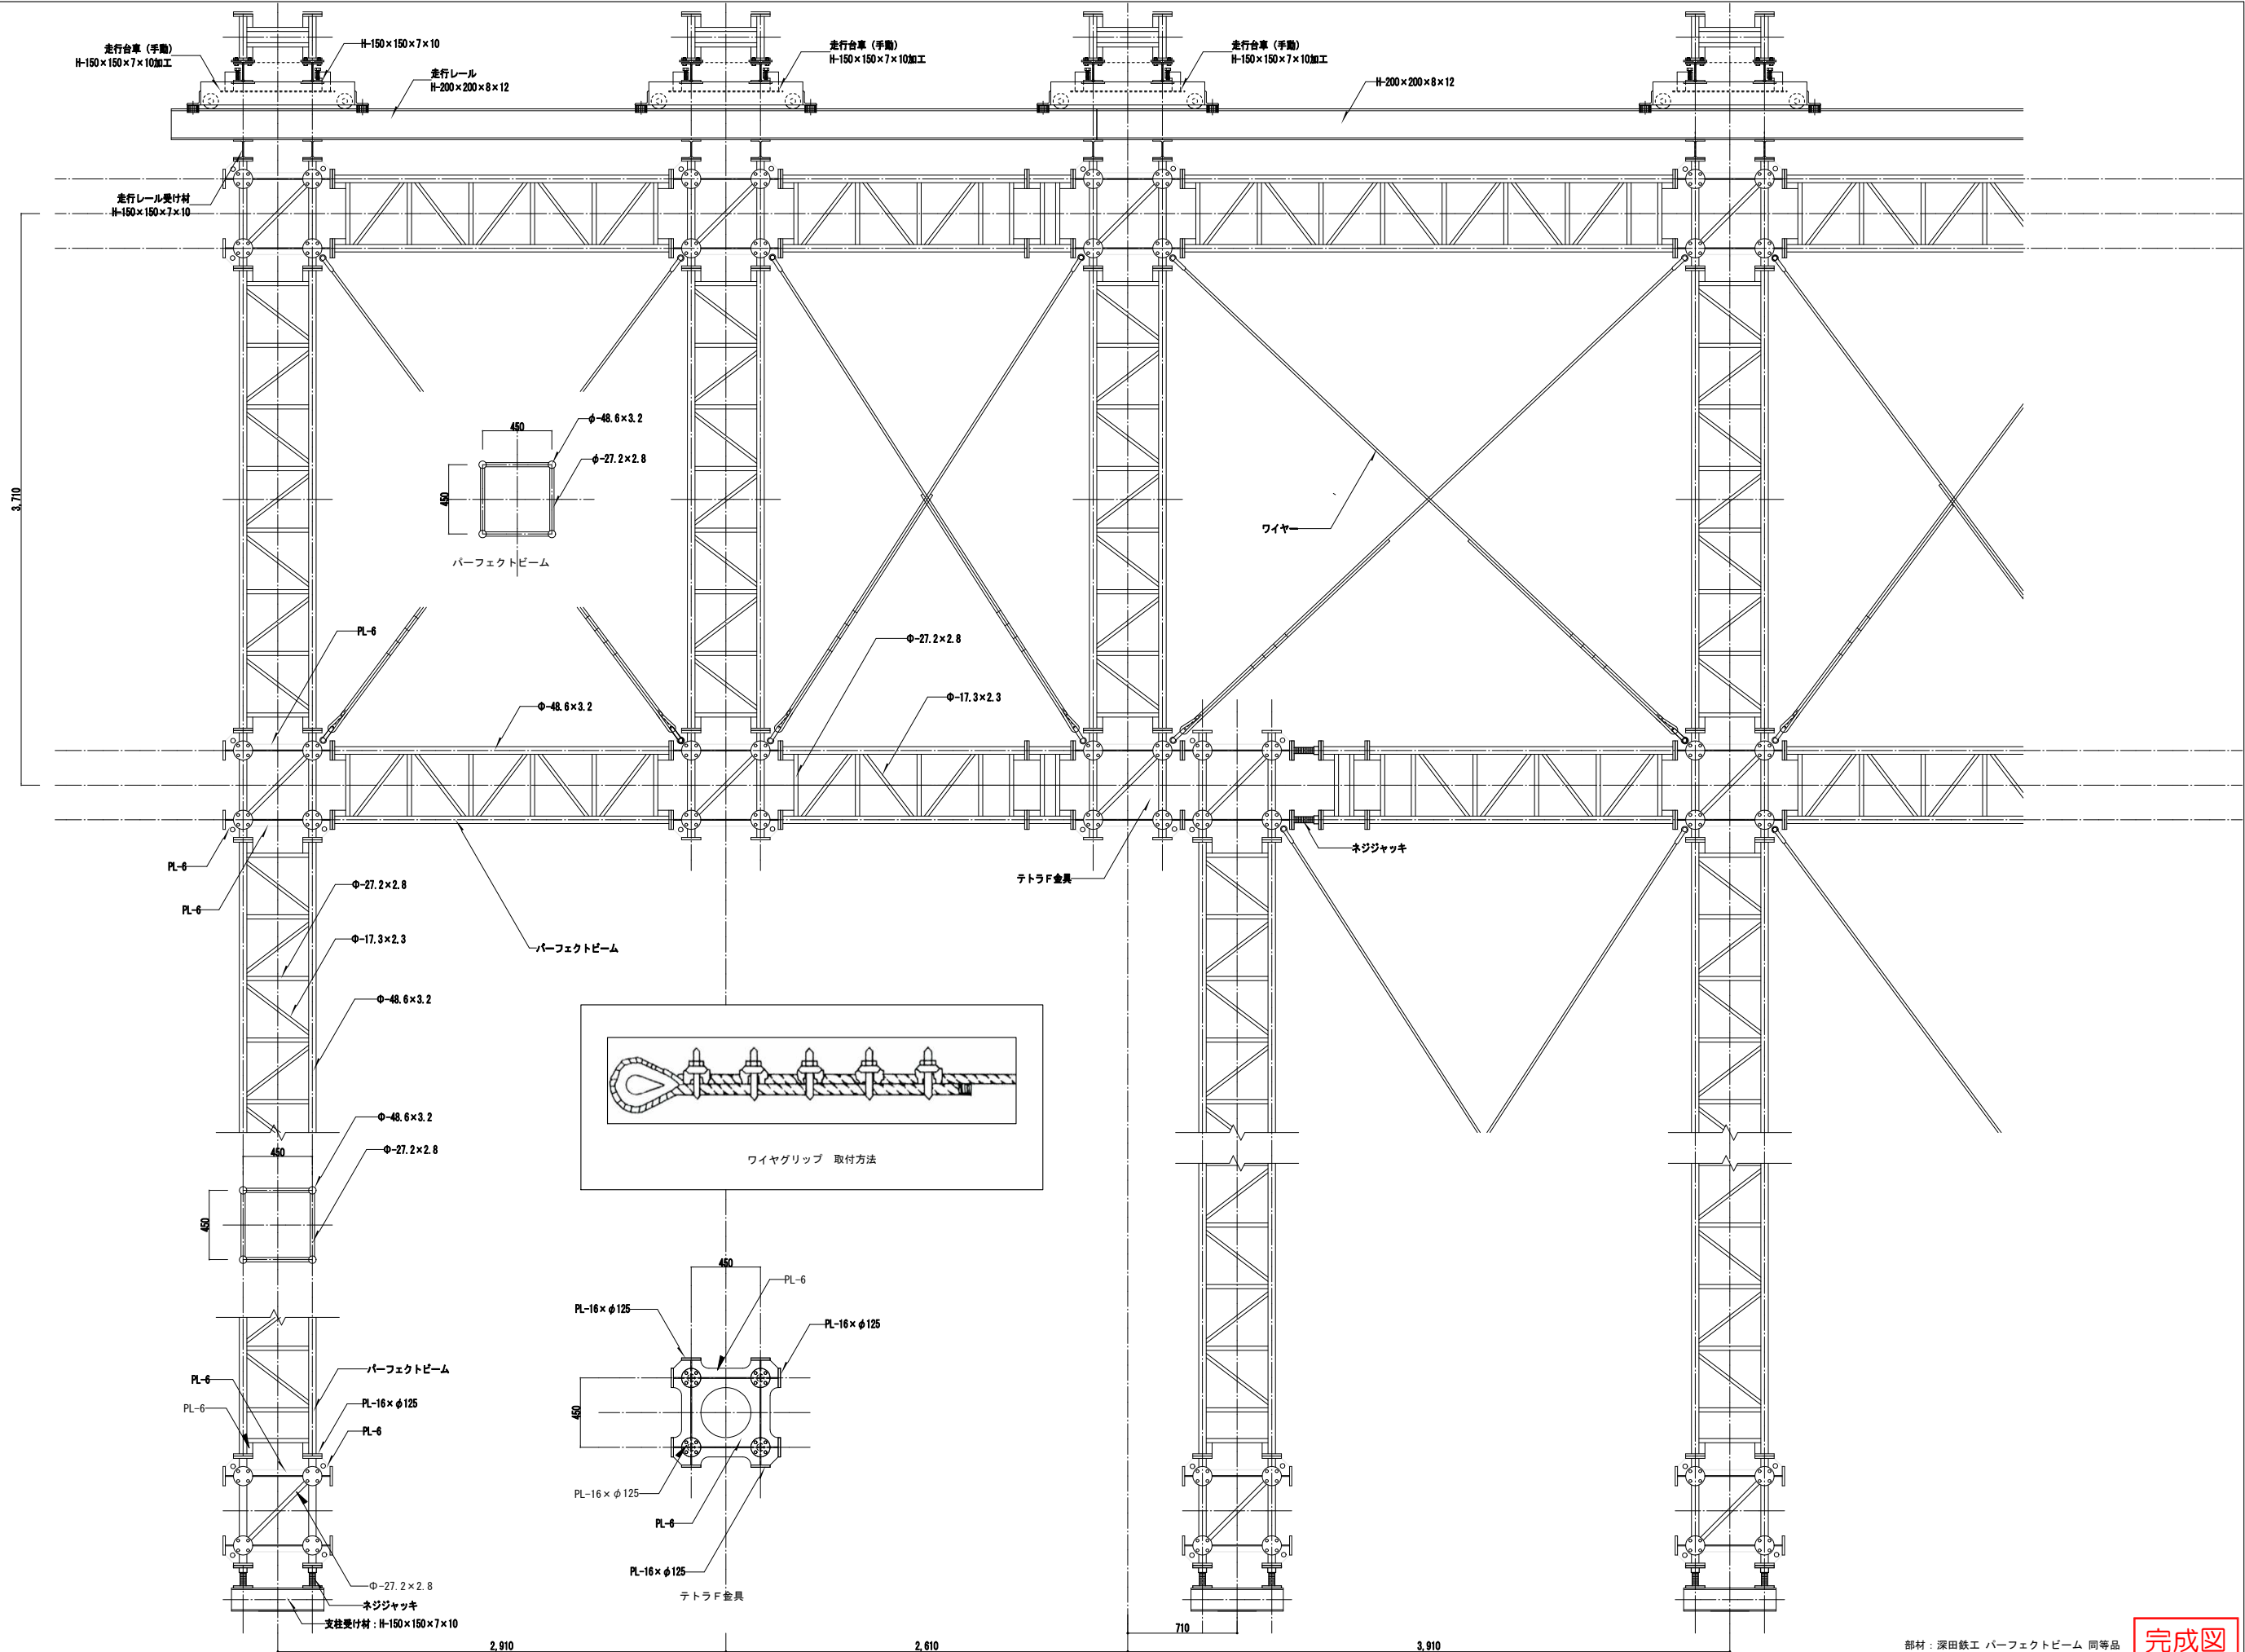 走行台車（手動）
H-150×150×7×10加工
H-150×150×7×10
走行レール
H-200×200×8×12
走行台車（手動）
H-150×150×7×10加工
走行台車（手動）
H-150×150×7×10加工
H-200×200×8×12
走行レール受け材
H-150×150×7×10
3,710
450
φ-48.6×3.2
φ-27.2×2.8
450
パーフェクトビーム
ワイヤー
PL-6
Φ-27.2×2.8
Φ-48.6×3.2
Φ-17.3×2.3
PL-6
PL-6
ネジジャッキ
テトラF金具
Φ-27.2×2.8
Φ-17.3×2.3
パーフェクトビーム
Φ-48.6×3.2
Φ-48.6×3.2
Φ-27.2×2.8
450
450
ワイヤグリップ 取付方法
450
PL-6
PL-16×φ125
PL-16×φ125
450
PL-16×φ125
PL-6
PL-16×φ125
テトラF金具
パーフェクトビーム
PL-6
PL-6
PL-16×φ125
PL-6
Φ-27.2×2.8
ネジジャッキ
支柱受け材：H-150×150×7×10
710
2,910
2,610
3,910
部材：深田鉄工 パーフェクトビーム 同等品
完成図